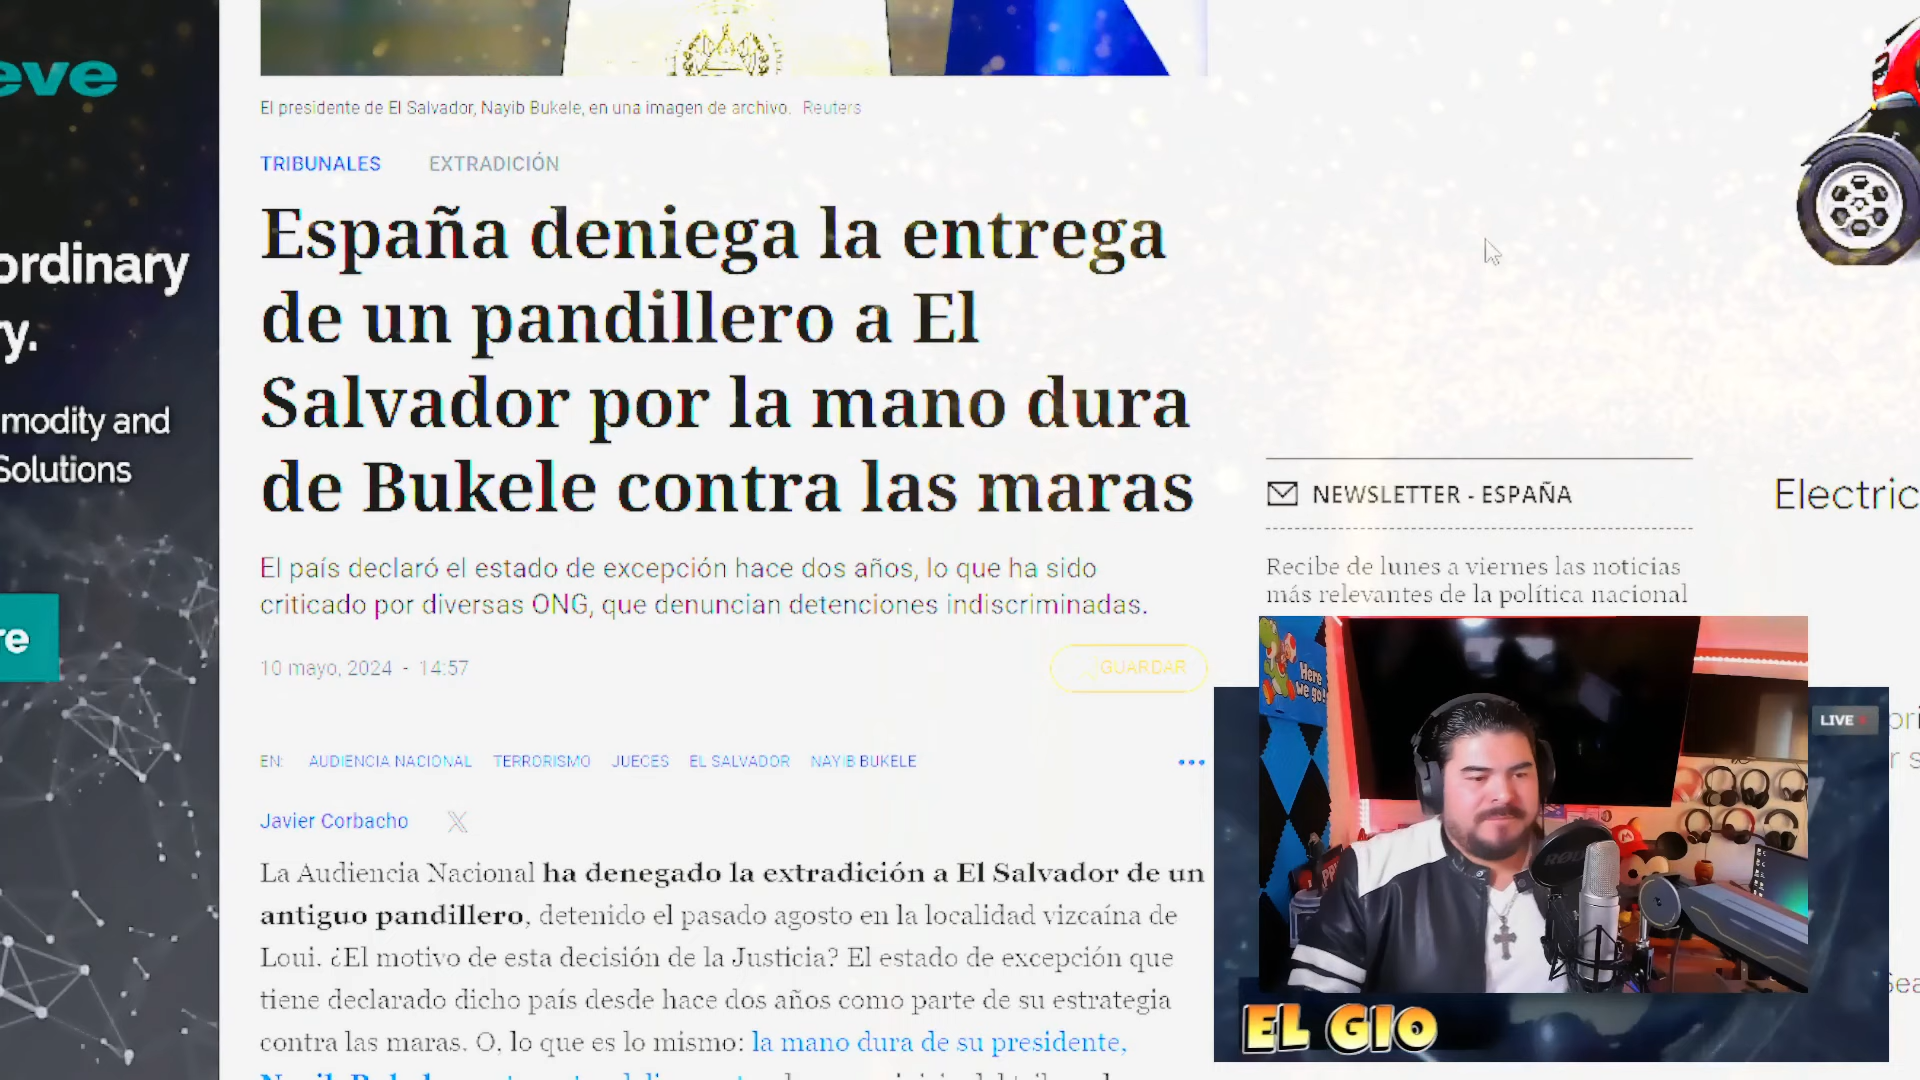 eve
ordinary
y.
modity and
Solutions
re
El presidente de El Salvador, Nayib Bukele, en una imagen de archivo. Reuters
TRIBUNALES EXTRADICIÓN
España deniega la entrega
de un pandillero a El
Salvador por la mano dura
de Bukele contra las maras
El país declaró el estado de excepción hace dos años, lo que ha sido
criticado por diversas ONG, que denuncian detenciones indiscriminadas.
10 mayo, 2024 - 14:57
GUARDAR
EN: AUDIENCIA NACIONAL TERRORISMO JUECES EL SALVADOR NAYIB BUKELE
Javier Corbacho
La Audiencia Nacional ha denegado la extradición a El Salvador de un
antiguo pandillero, detenido el pasado agosto en la localidad vizcaína de
Loui. ¿El motivo de esta decisión de la Justicia? El estado de excepción que
tiene declarado dicho país desde hace dos años como parte de su estrategia
contra las maras. O, lo que es lo mismo: la mano dura de su presidente,
NEWSLETTER - ESPAÑA
Recibe de lunes a viernes las noticias
más relevantes de la política nacional
Electric
Here
we go!
LIVE
RØDE
EL GIO